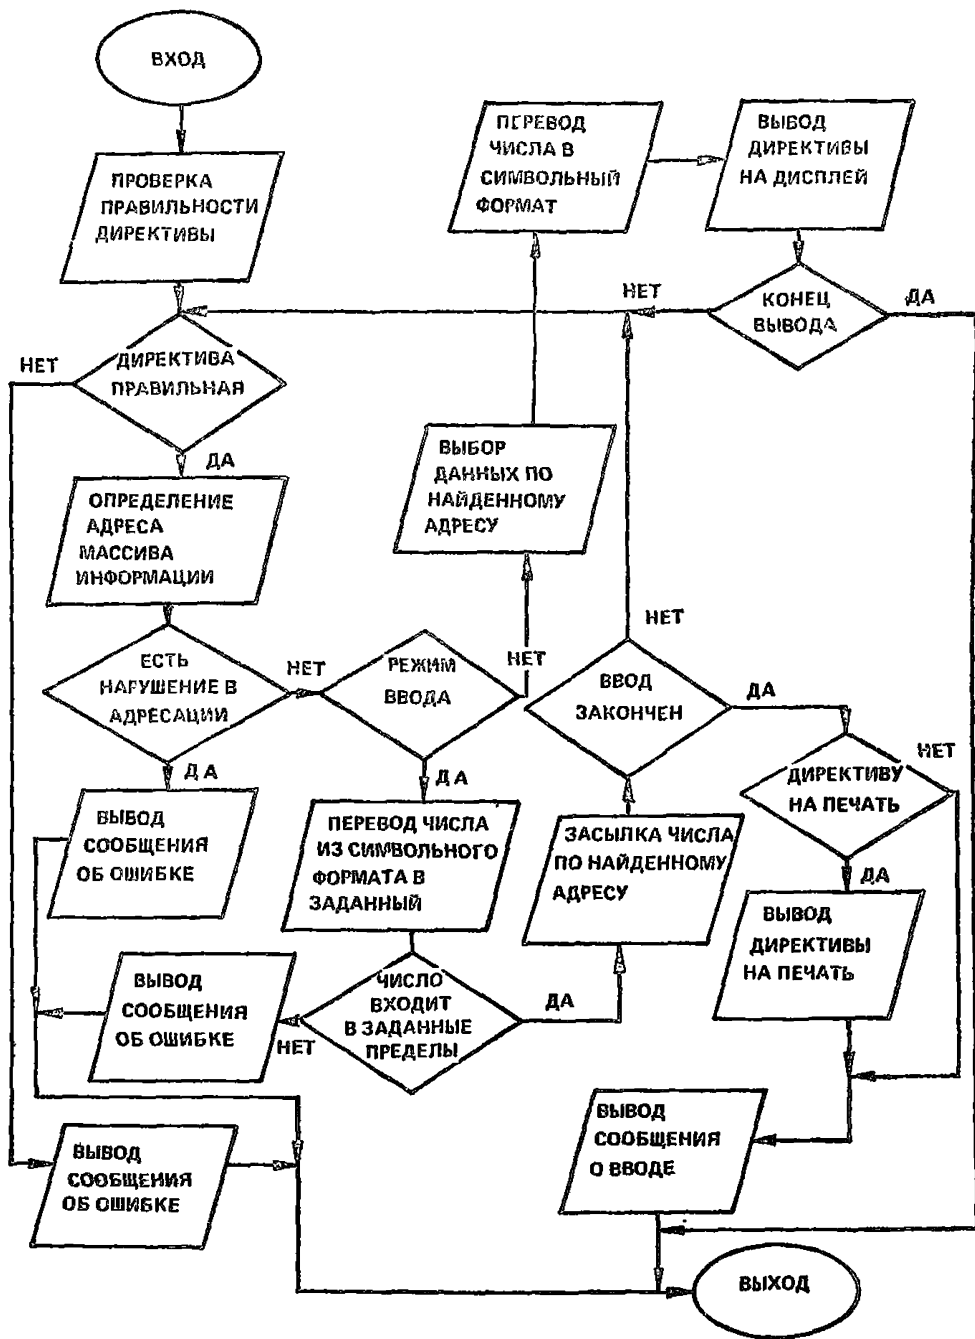 ВХОД
ПРОВЕРКА
ПРАВИЛЬНОСТИ
ДИРЕКТИВЫ
ПЕРЕВОД
ЧИСЛА В
СИМВОЛЬНЫЙ
ФОРМАТ
ВЫВОД
ДИРЕКТИВЫ
НА ДИСПЛЕЙ
НЕТ
КОНЕЦ
ВЫВОДА
ДА
НЕТ
ДИРЕКТИВА
ПРАВИЛЬНАЯ
ДА
ОПРЕДЕЛЕНИЕ
АДРЕСА
МАССИВА
ИНФОРМАЦИИ
ВЫБОР
ДАННЫХ ПО
НАЙДЕННОМУ
АДРЕСУ
ЕСТЬ
НАРУШЕНИЕ В
АДРЕСАЦИИ
НЕТ
РЕЖИМ
ВВОДА
НЕТ
ВВОД
ЗАКОНЧЕН
НЕТ
ДА
ДА
ДА
ДИРЕКТИВУ
НА ПЕЧАТЬ
НЕТ
ВЫВОД
СООБЩЕНИЯ
ОБ ОШИБКЕ
ПЕРЕВОД ЧИСЛА
ИЗ СИМВОЛЬНОГО
ФОРМАТА В
ЗАДАННЫЙ
ЗАСЫЛКА ЧИСЛА
ПО НАЙДЕННОМУ
АДРЕСУ
ДА
ВЫВОД
ДИРЕКТИВЫ
НА ПЕЧАТЬ
ВЫВОД
СООБЩЕНИЯ
ОБ ОШИБКЕ
НЕТ
ЧИСЛО
ВХОДИТ
В ЗАДАННЫЕ
ПРЕДЕЛЫ
ДА
ВЫВОД
СООБЩЕНИЯ
О ВВОДЕ
ВЫВОД
СООБЩЕНИЯ
ОБ ОШИБКЕ
ВЫХОД